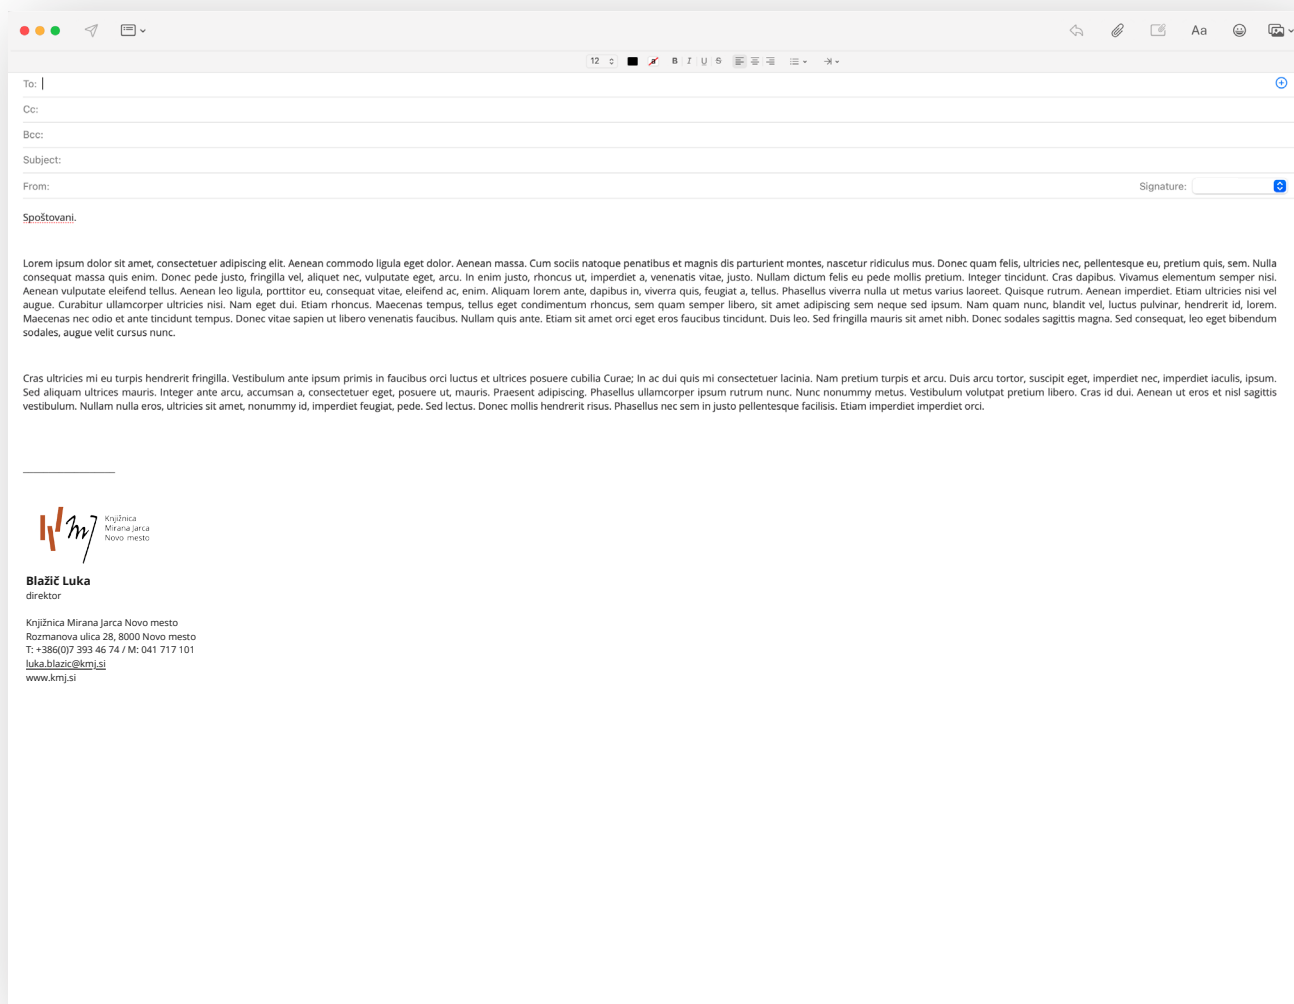 Aa
12
a
B I U S
To:
Cc:
Bcc:
Subject:
From:
Signature:
Spoštovani.
Lorem ipsum dolor sit amet, consectetuer adipiscing elit. Aenean commodo ligula eget dolor. Aenean massa. Cum sociis natoque penatibus et magnis dis parturient montes, nascetur ridiculus mus. Donec quam felis, ultricies nec, pellentesque eu, pretium quis, sem. Nulla
consequat massa quis enim. Donec pede justo, fringilla vel, aliquet nec, vulputate eget, arcu. In enim justo, rhoncus ut, imperdiet a, venenatis vitae, justo. Nullam dictum felis eu pede mollis pretium. Integer tincidunt. Cras dapibus. Vivamus elementum semper nisi.
Aenean vulputate eleifend tellus. Aenean leo ligula, porttitor eu, consequat vitae, eleifend ac, enim. Aliquam lorem ante, dapibus in, viverra quis, feugiat a, tellus. Phasellus viverra nulla ut metus varius laoreet. Quisque rutrum. Aenean imperdiet. Etiam ultricies nisi vel
augue. Curabitur ullamcorper ultricies nisi. Nam eget dui. Etiam rhoncus. Maecenas tempus, tellus eget condimentum rhoncus, sem quam semper libero, sit amet adipiscing sem neque sed ipsum. Nam quam nunc, blandit vel, luctus pulvinar, hendrerit id, lorem.
Maecenas nec odio et ante tincidunt tempus. Donec vitae sapien ut libero venenatis faucibus. Nullam quis ante. Etiam sit amet orci eget eros faucibus tincidunt. Duis leo. Sed fringilla mauris sit amet nibh. Donec sodales sagittis magna. Sed consequat, leo eget bibendum
sodales, augue velit cursus nunc.
Cras ultricies mi eu turpis hendrerit fringilla. Vestibulum ante ipsum primis in faucibus orci luctus et ultrices posuere cubilia Curae; In ac dui quis mi consectetuer lacinia. Nam pretium turpis et arcu. Duis arcu tortor, suscipit eget, imperdiet nec, imperdiet iaculis, ipsum.
Sed aliquam ultrices mauris. Integer ante arcu, accumsan a, consectetuer eget, posuere ut, mauris. Praesent adipiscing. Phasellus ullamcorper ipsum rutrum nunc. Nunc nonummy metus. Vestibulum volutpat pretium libero. Cras id dui. Aenean ut eros et nisl sagittis
vestibulum. Nullam nulla eros, ultricies sit amet, nonummy id, imperdiet feugiat, pede. Sed lectus. Donec mollis hendrerit risus. Phasellus nec sem in justo pellentesque facilisis. Etiam imperdiet imperdiet orci.
Knjižnica
Mirana Jarca
Novo mesto
Blažič Luka
direktor
Knjižnica Mirana Jarca Novo mesto
Rozmanova ulica 28, 8000 Novo mesto
T: +386(0)7 393 46 74 / M: 041 717 101
luka.blazic@kmj.si
www.kmj.si